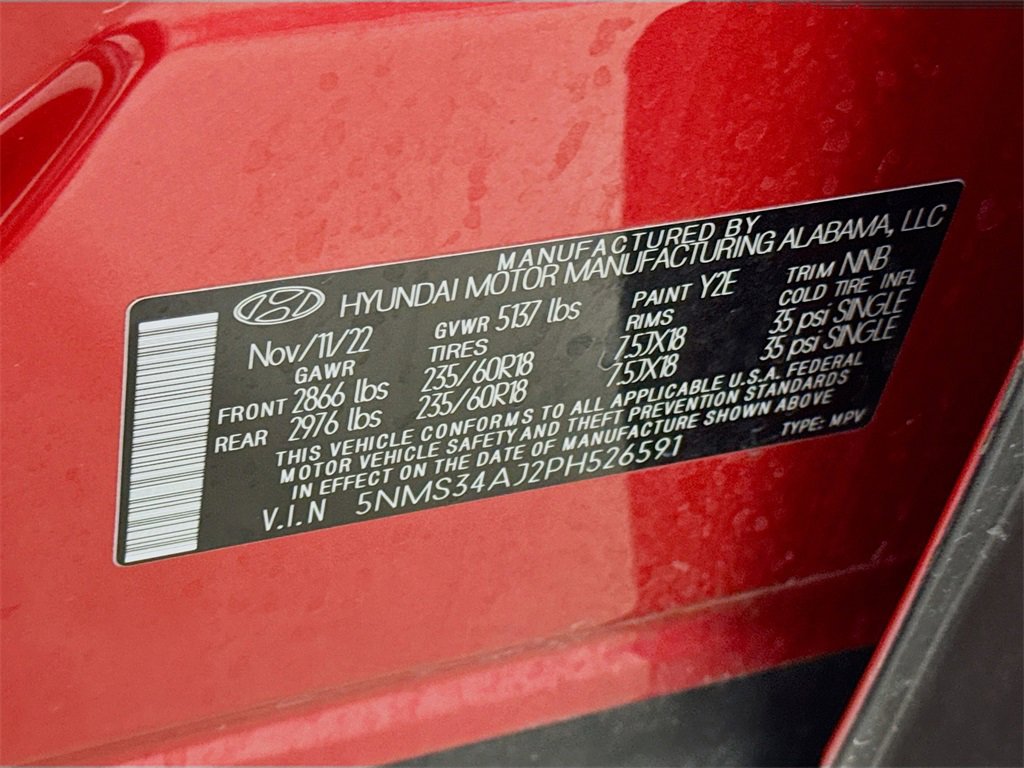 MANUFACTURED BY
HYUNDAI MOTOR MANUFACTURING ALABAMA, LLC
Nov/11/22 GVWR 5137 lbs PAINT Y2E TRIM NNB
GAWR TIRES RIMS COLD TIRE INFL
FRONT 2866 lbs 235/60R18 7.5JX18 35 psi SINGLE
REAR 2976 lbs 235/60R18 7.5JX18 35 psi SINGLE
THIS VEHICLE CONFORMS TO ALL APPLICABLE U.S.A. FEDERAL
MOTOR VEHICLE SAFETY AND THEFT PREVENTION STANDARDS
IN EFFECT ON THE DATE OF MANUFACTURE SHOWN ABOVE
V.I.N 5NMS34AJ2PH526591 TYPE: MPV